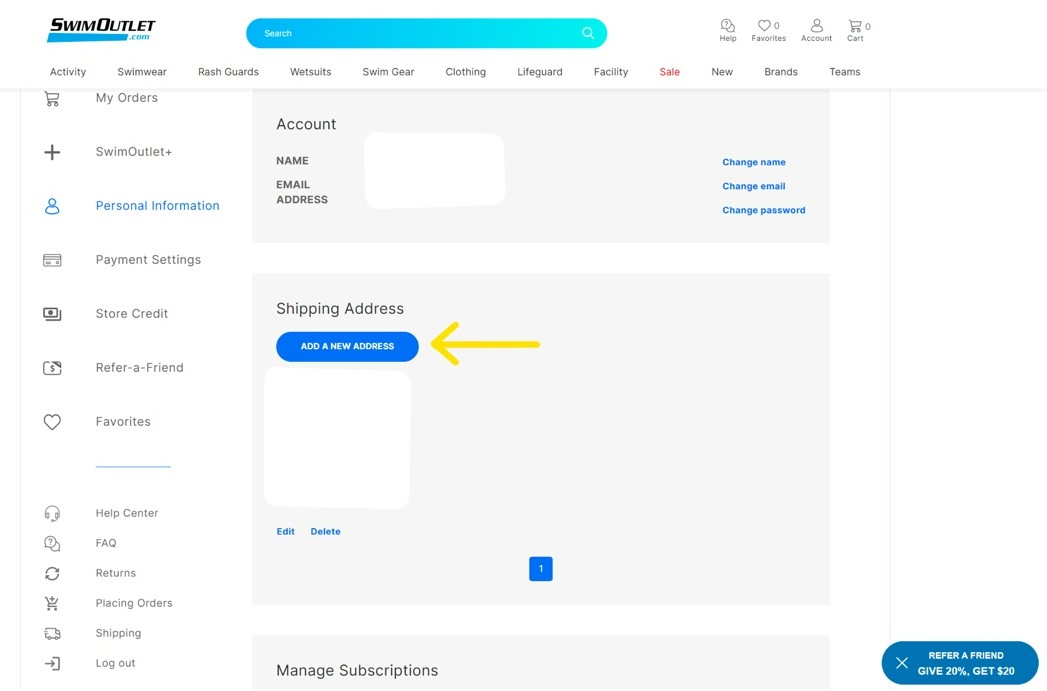 SWIMOUTLET
.com
Search
Help
0
Favorites
Account
0
Cart
Activity
Swimwear
Rash Guards
Wetsuits
Swim Gear
Clothing
Lifeguard
Facility
Sale
New
Brands
Teams
My Orders
SwimOutlet+
Personal Information
Payment Settings
Store Credit
Refer-a-Friend
Favorites
Help Center
FAQ
Returns
Placing Orders
Shipping
Log out
Account
NAME
EMAIL
ADDRESS
Change name
Change email
Change password
Shipping Address
ADD A NEW ADDRESS
Edit
Delete
1
Manage Subscriptions
REFER A FRIEND
GIVE 20%, GET $20